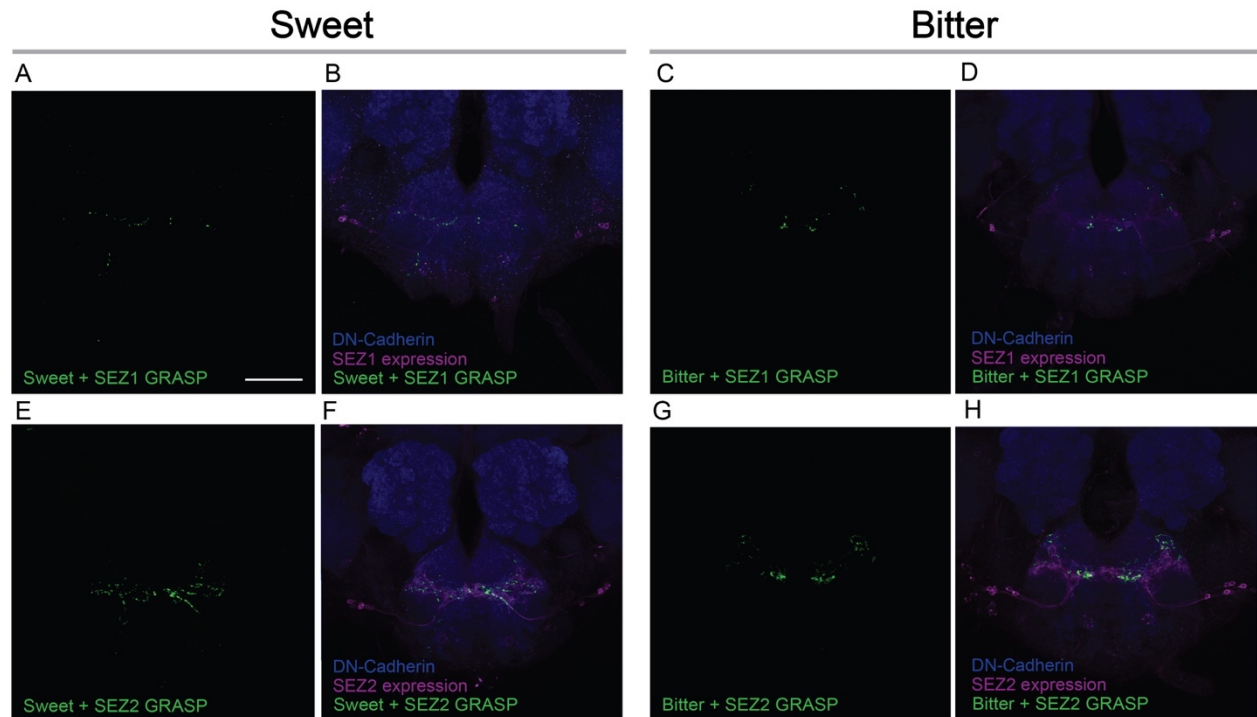 Sweet
Bitter
A
B
C
D
Sweet + SEZ1 GRASP
DN-Cadherin
SEZ1 expression
Sweet + SEZ1 GRASP
Bitter + SEZ1 GRASP
DN-Cadherin
SEZ1 expression
Bitter + SEZ1 GRASP
E
F
G
H
Sweet + SEZ2 GRASP
DN-Cadherin
SEZ2 expression
Sweet + SEZ2 GRASP
Bitter + SEZ2 GRASP
DN-Cadherin
SEZ2 expression
Bitter + SEZ2 GRASP